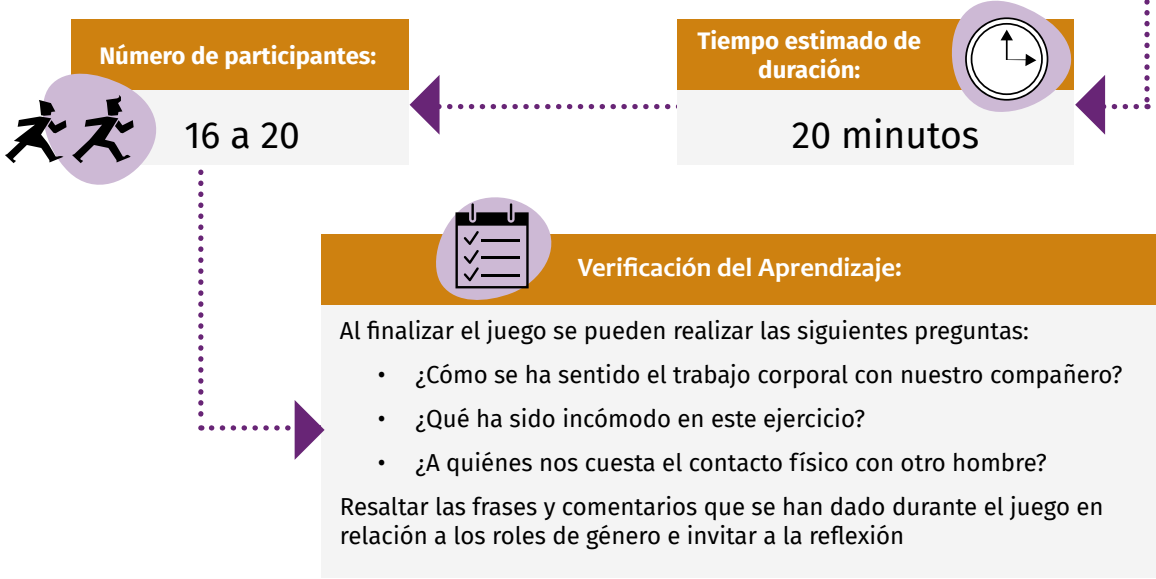 Tiempo estimado de
duración:
20 minutos
Número de participantes:
16 a 20
Verificación del Aprendizaje:
Al finalizar el juego se pueden realizar las siguientes preguntas:
• ¿Cómo se ha sentido el trabajo corporal con nuestro compañero?
• ¿Qué ha sido incómodo en este ejercicio?
• ¿A quiénes nos cuesta el contacto físico con otro hombre?
Resaltar las frases y comentarios que se han dado durante el juego en
relación a los roles de género e invitar a la reflexión